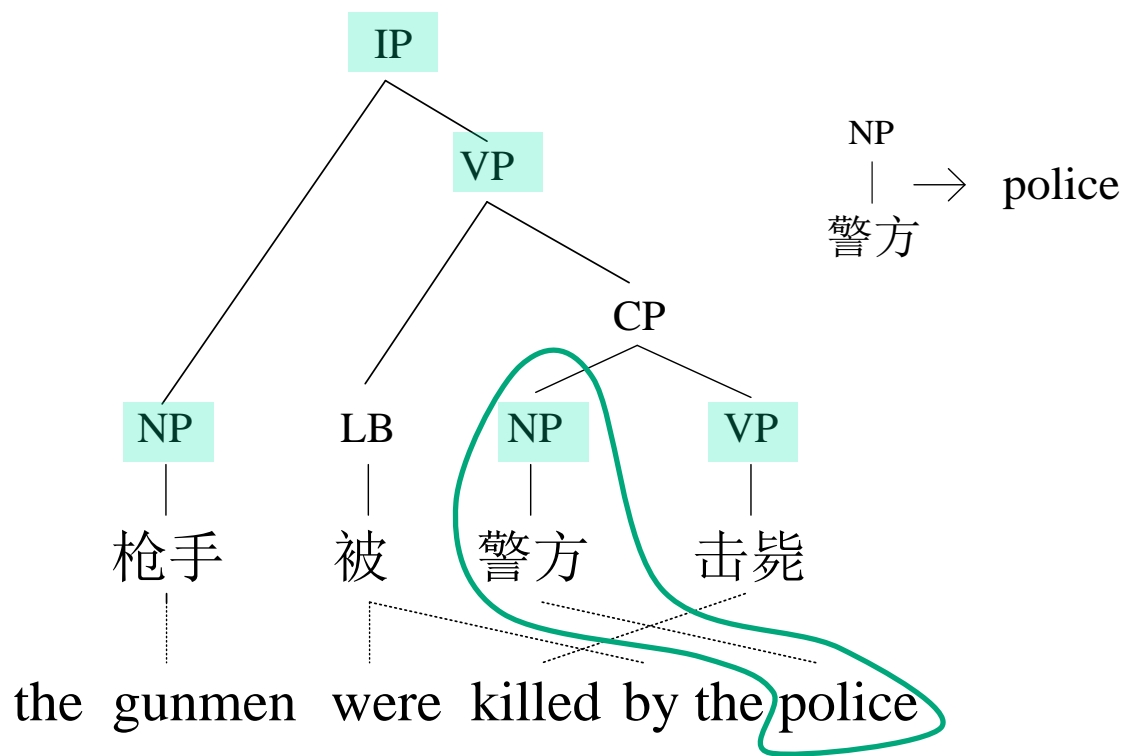 IP
VP
NP
警方
police
CP
NP LB NP VP
枪手 被 警方 击毙
the gunmen were killed by the police